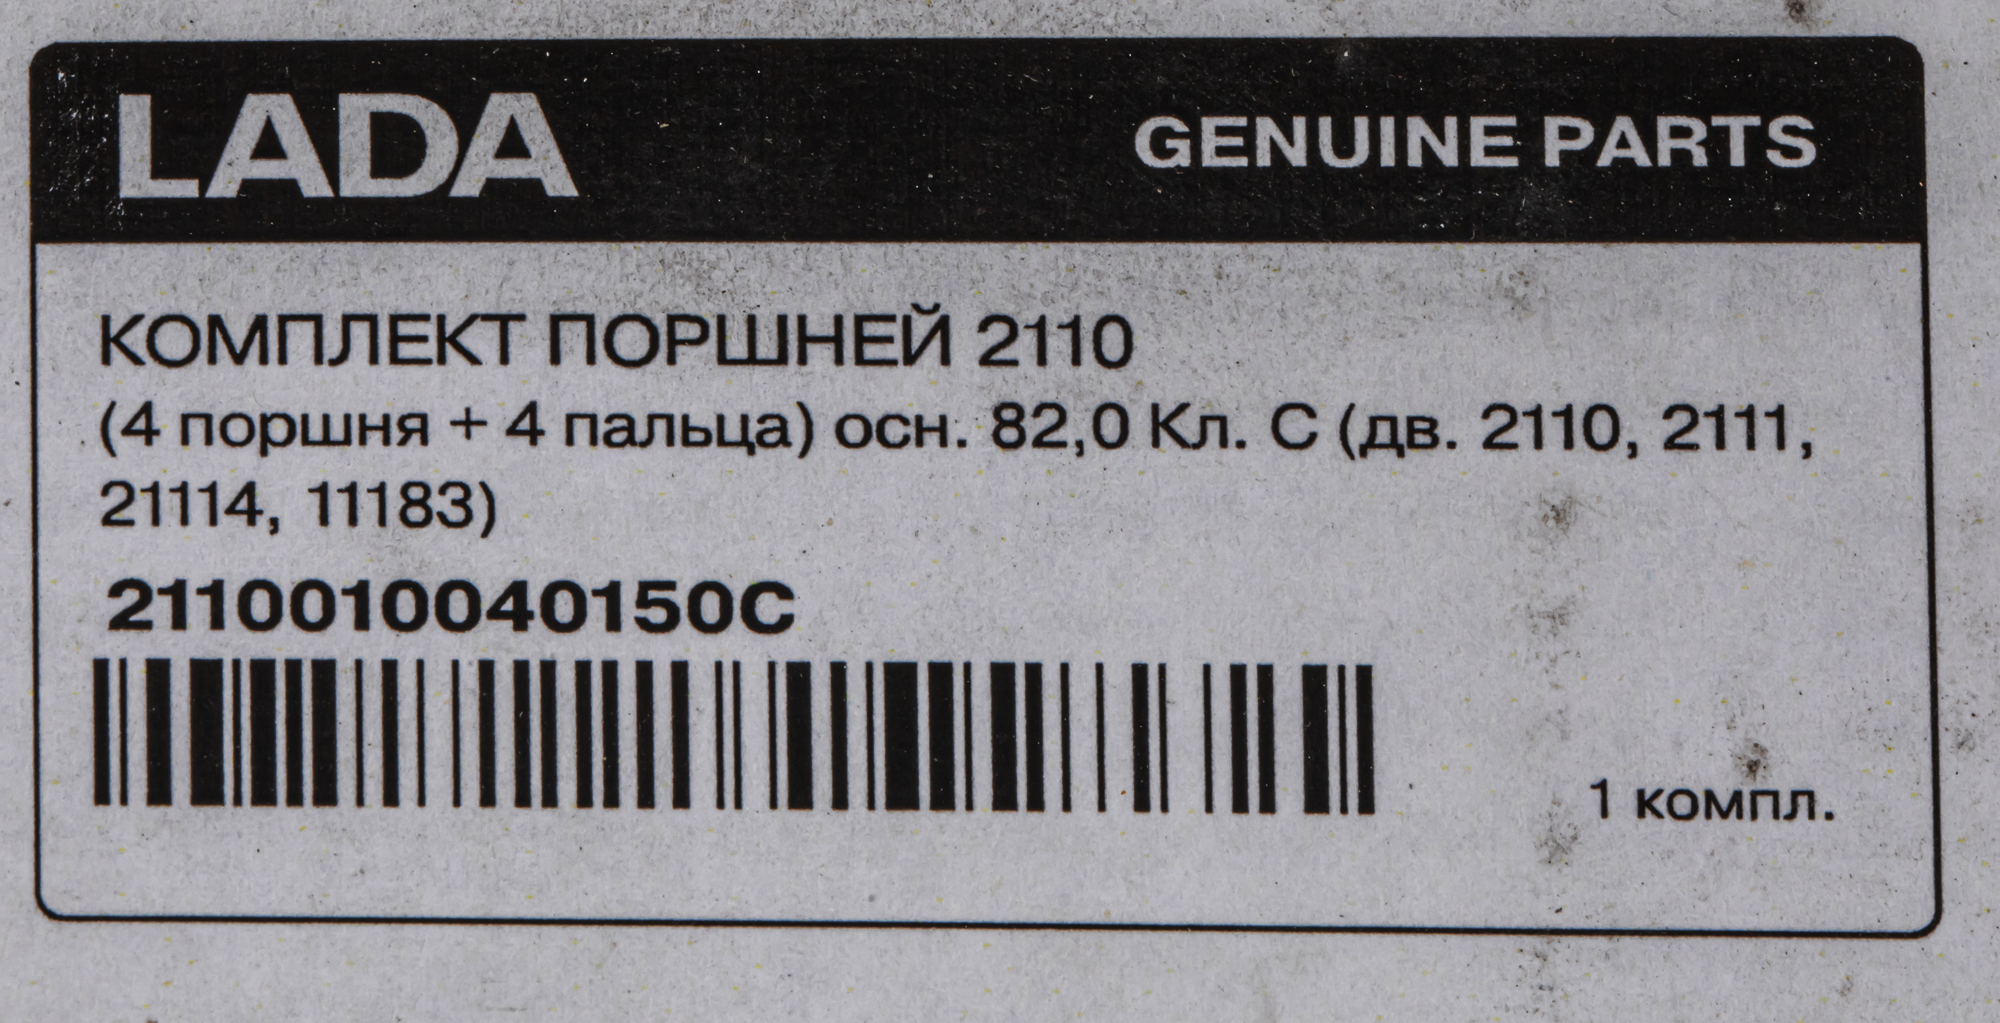 LADA GENUINE PARTS
КОМПЛЕКТ ПОРШНЕЙ 2110
(4 поршня + 4 пальца) осн. 82,0 Кл. С (дв. 2110, 2111,
21114, 11183)
2110010040150C
1 компл.